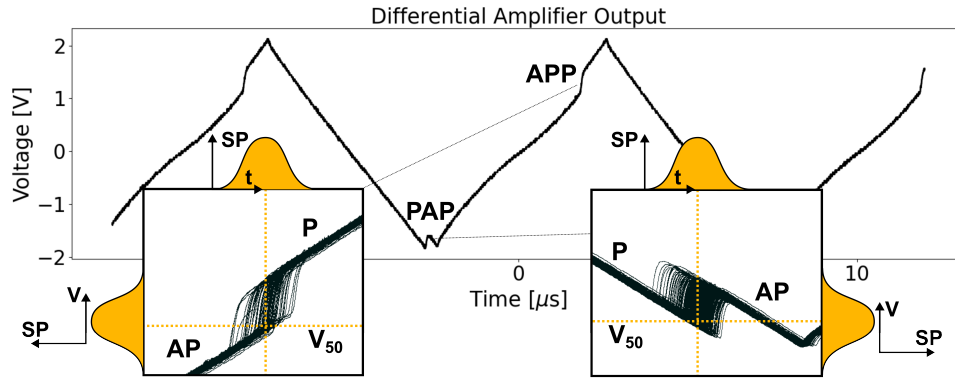 Differential Amplifier Output
Voltage [V]
2
1
0
−1
−2
APP
PAP
SP
t
SP
t
P
AP
V50
V
SP
P
AP
V50
V
SP
0
10
Time [μs]